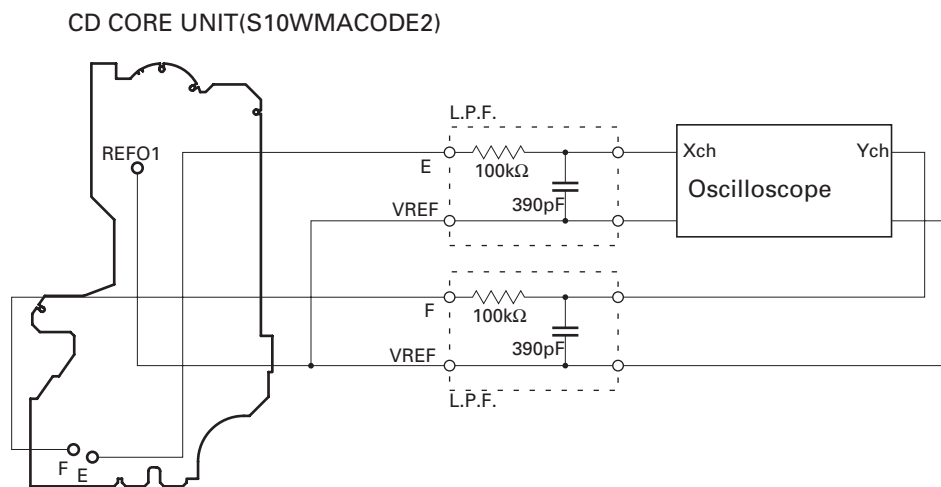 CD CORE UNIT(S10WMACODE2)
L.P.F.
REFO1
E
100kΩ
390pF
VREF
Xch
Ych
Oscilloscope
F
100kΩ
390pF
VREF
L.P.F.
F
E